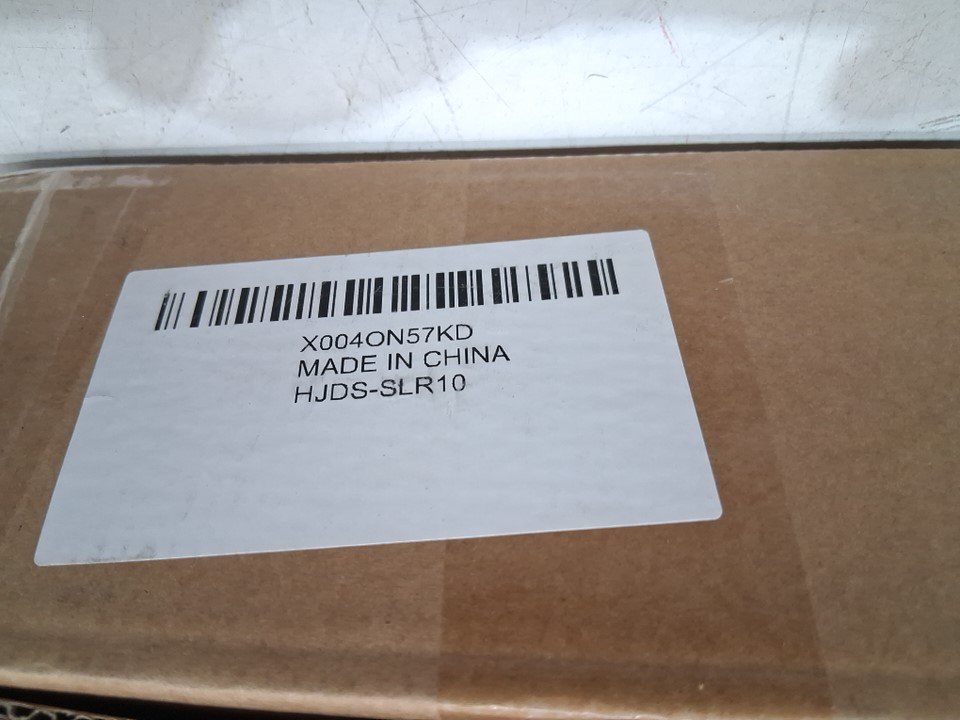 X004ON57KD
MADE IN CHINA
HJDS-SLR10